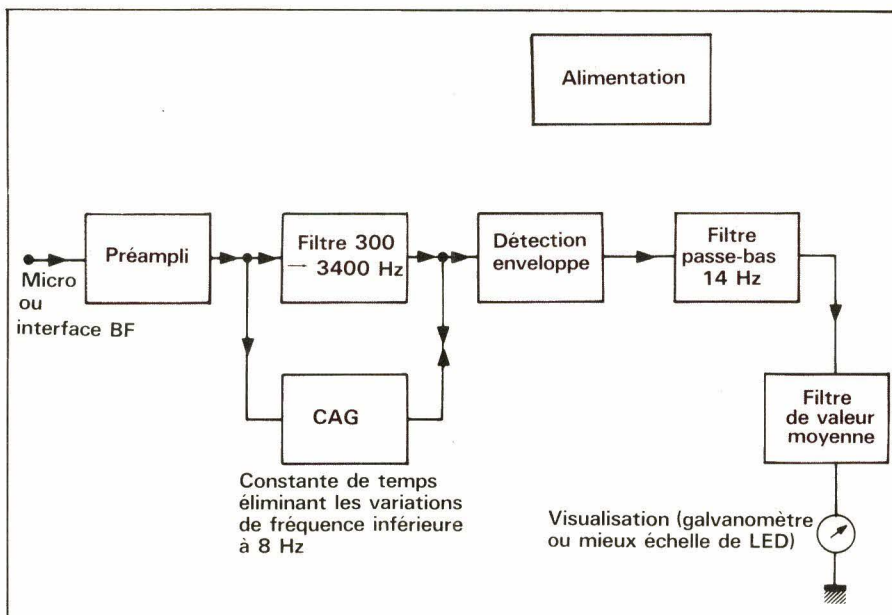 Alimentation
Micro
ou
interface BF
Préampli
Filtre 300
→ 3400 Hz
Détection
enveloppe
Filtre
passe-bas
14 Hz
CAG
Constante de temps
éliminant les variations
de fréquence inférieure
à 8 Hz
Filtre
de valeur
moyenne
Visualisation (galvanomètre
ou mieux échelle de LED)